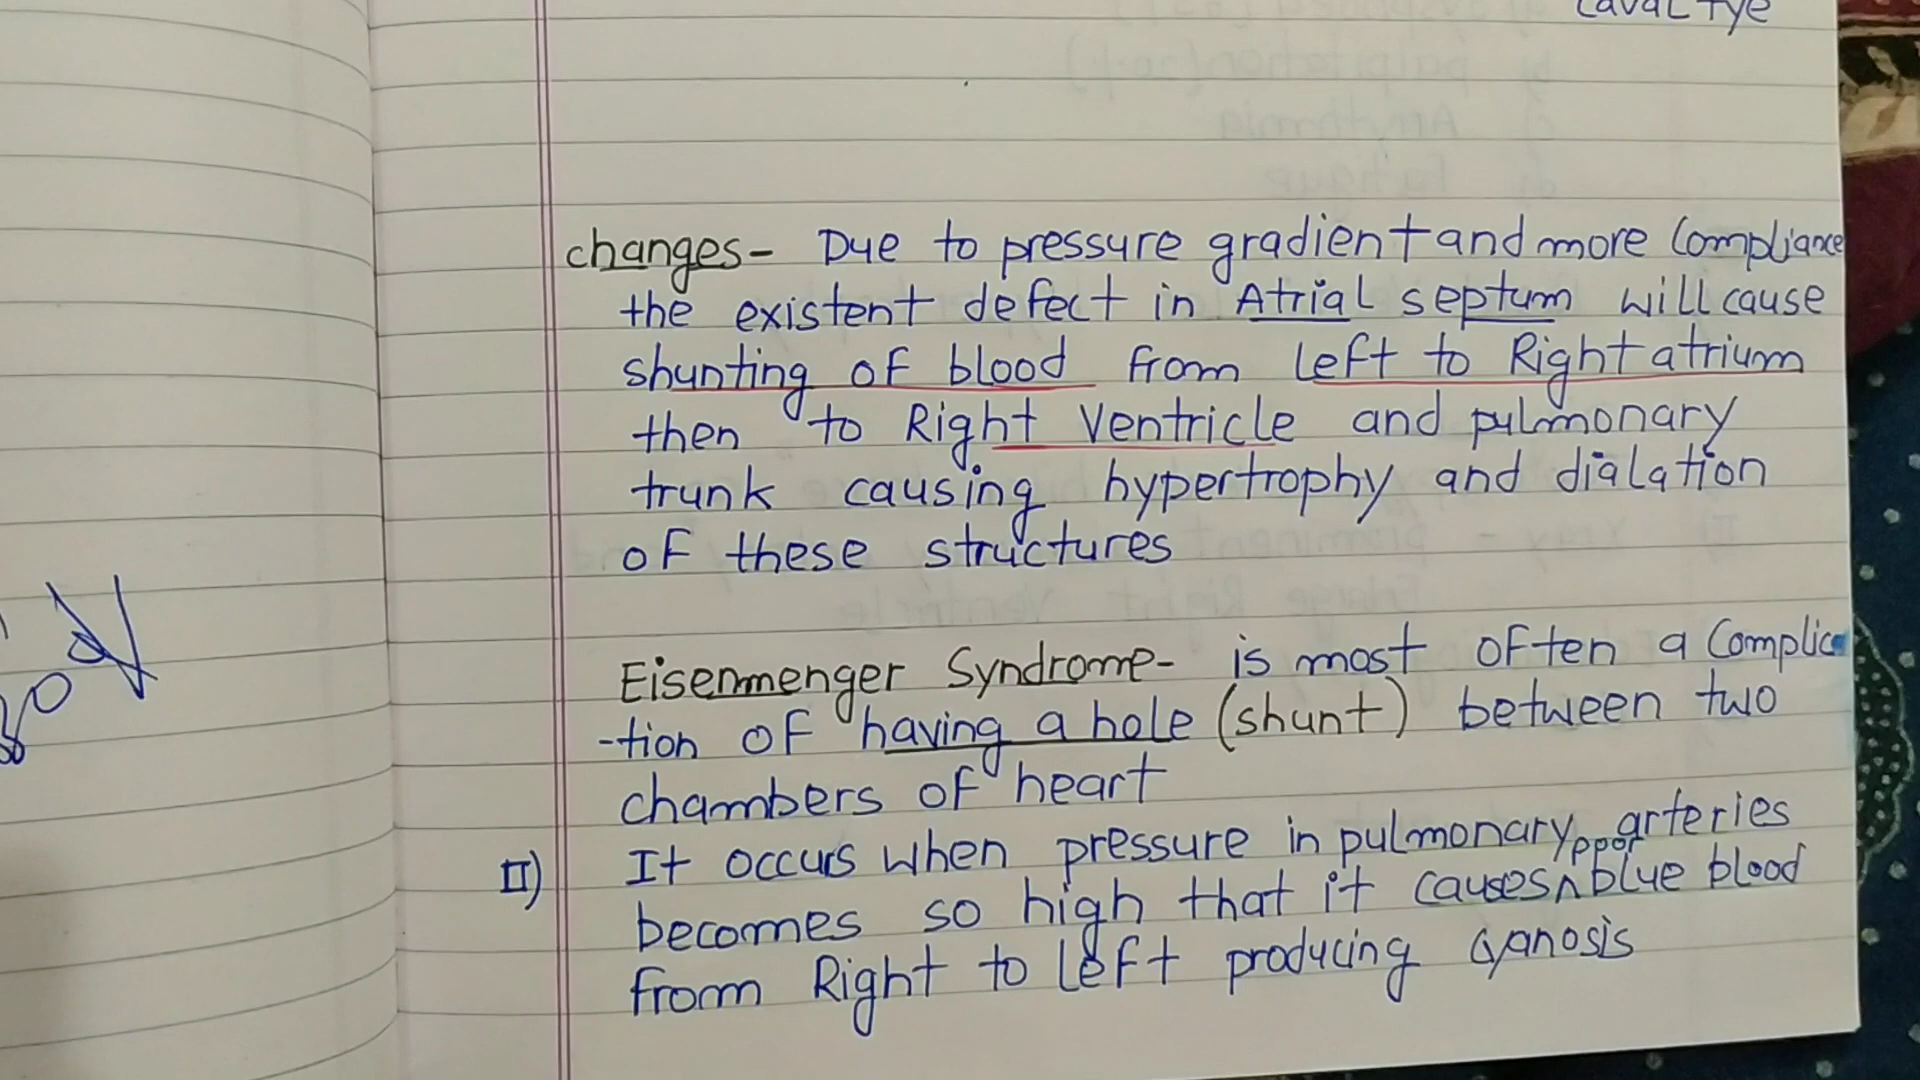 changes- Due to pressure gradient and more Compliance
the existent defect in Atrial septum will cause
shunting of blood from left to Right atrium
then to Right Ventricle and pulmonary
trunk causing hypertrophy and dialation
of these structures
Eisenmenger Syndrome- is most often a Complica
-tion of having a hole (shunt) between two
chambers of heart
II) It occurs when pressure in pulmonary arteries
becomes so high that it causes poor blue blood
from Right to left producing cyanosis